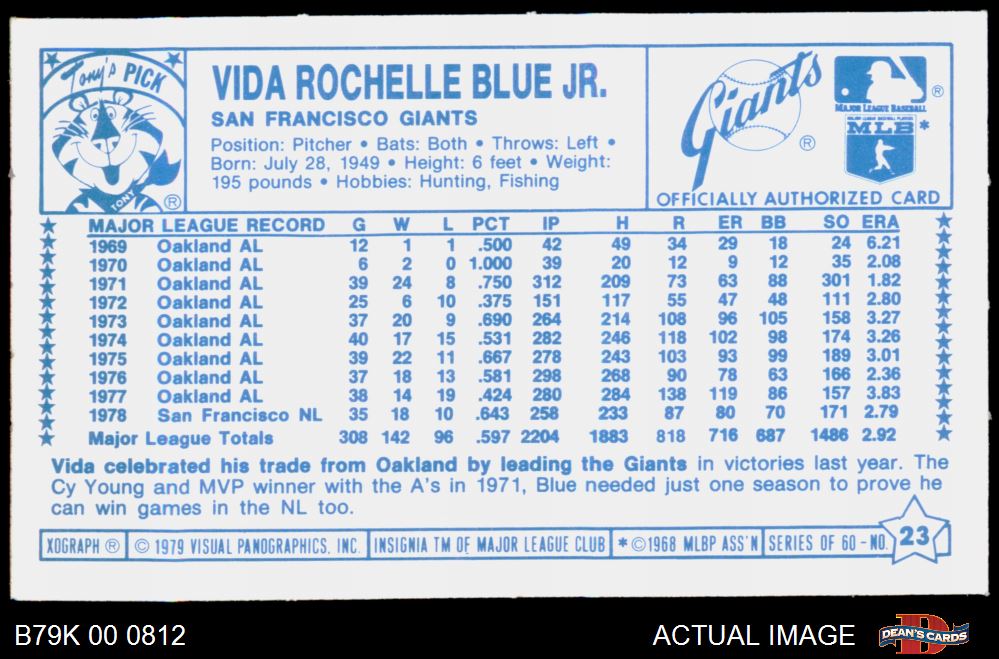 Tony's PICK
TONY
®
VIDA ROCHELLE BLUE JR.
SAN FRANCISCO GIANTS
Position: Pitcher • Bats: Both • Throws: Left •
Born: July 28, 1949 • Height: 6 feet • Weight:
195 pounds • Hobbies: Hunting, Fishing
Giants ®
MAJOR LEAGUE BASEBALL ®
MAJOR LEAGUE BASEBALL PLAYERS
MLB *
OFFICIALLY AUTHORIZED CARD
MAJOR LEAGUE RECORD G W L PCT IP H R ER BB SO ERA
1969 Oakland AL 12 1 1 .500 42 49 34 29 18 24 6.21
1970 Oakland AL 6 2 0 1.000 39 20 12 9 12 35 2.08
1971 Oakland AL 39 24 8 .750 312 209 73 63 88 301 1.82
1972 Oakland AL 25 6 10 .375 151 117 55 47 48 111 2.80
1973 Oakland AL 37 20 9 .690 264 214 108 96 105 158 3.27
1974 Oakland AL 40 17 15 .531 282 246 118 102 98 174 3.26
1975 Oakland AL 39 22 11 .667 278 243 103 93 99 189 3.01
1976 Oakland AL 37 18 13 .581 298 268 90 78 63 166 2.36
1977 Oakland AL 38 14 19 .424 280 284 138 119 86 157 3.83
1978 San Francisco NL 35 18 10 .643 258 233 87 80 70 171 2.79
Major League Totals 308 142 96 .597 2204 1883 818 716 687 1486 2.92
Vida celebrated his trade from Oakland by leading the Giants in victories last year. The
Cy Young and MVP winner with the A's in 1971, Blue needed just one season to prove he
can win games in the NL too.
XOGRAPH ® © 1979 VISUAL PANOGRAPHICS, INC. INSIGNIA TM OF MAJOR LEAGUE CLUB * ©1968 MLBP ASS'N SERIES OF 60 - NO. 23
B79K 00 0812
ACTUAL IMAGE
DEAN'S CARDS